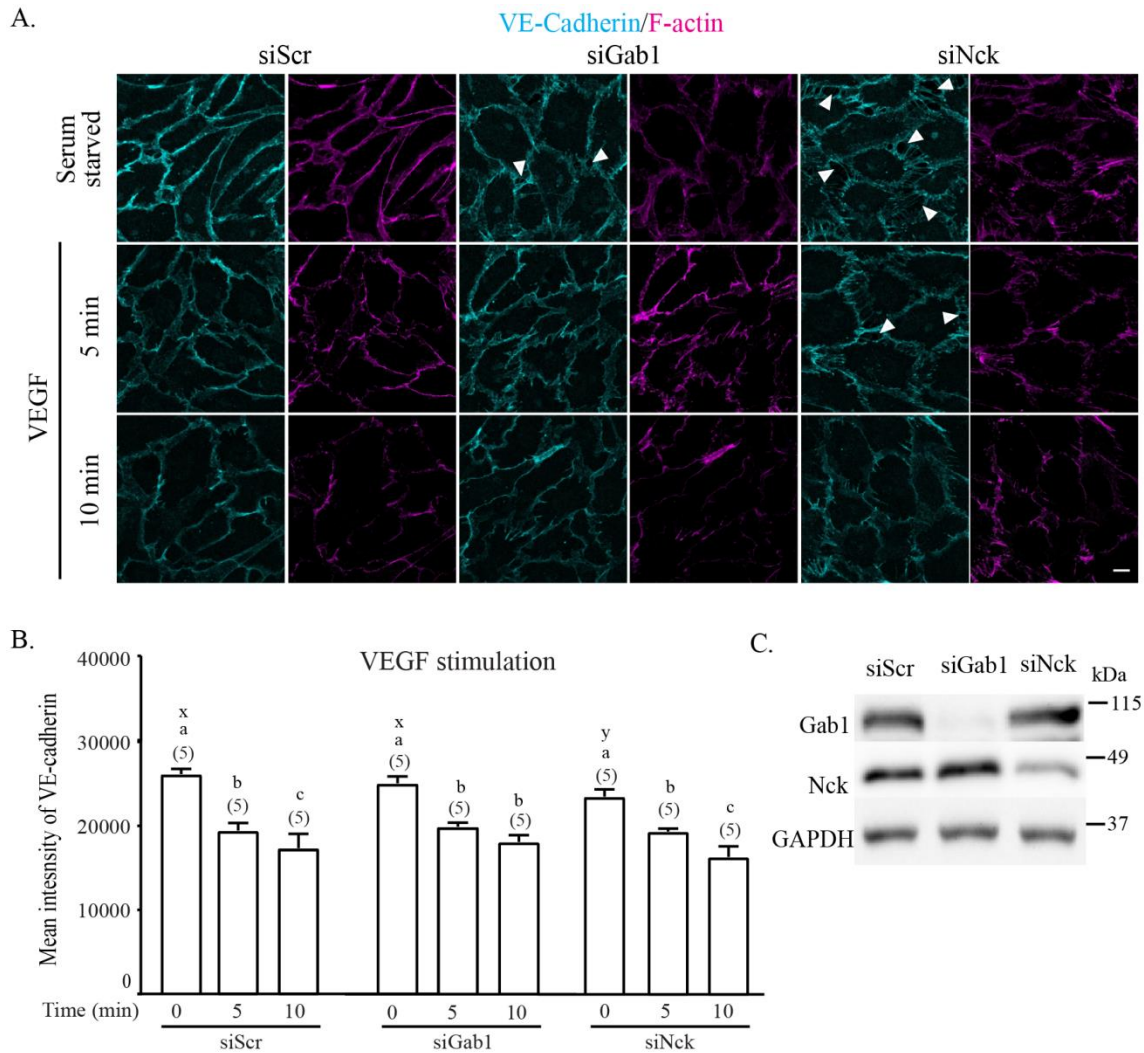 A.
VE-Cadherin/F-actin
siScr siGab1 siNck
Serum
starved
VEGF
5 min
10 min
B.
VEGF stimulation
Mean intesnsity of VE-cadherin
40000
30000
20000
10000
0
x x y
a a a
(5) (5) (5)
b c b b b c
(5) (5) (5) (5) (5) (5)
Time (min) 0 5 10 0 5 10 0 5 10
siScr siGab1 siNck
C.
siScr siGab1 siNck kDa
Gab1 115
Nck 49
GAPDH 37